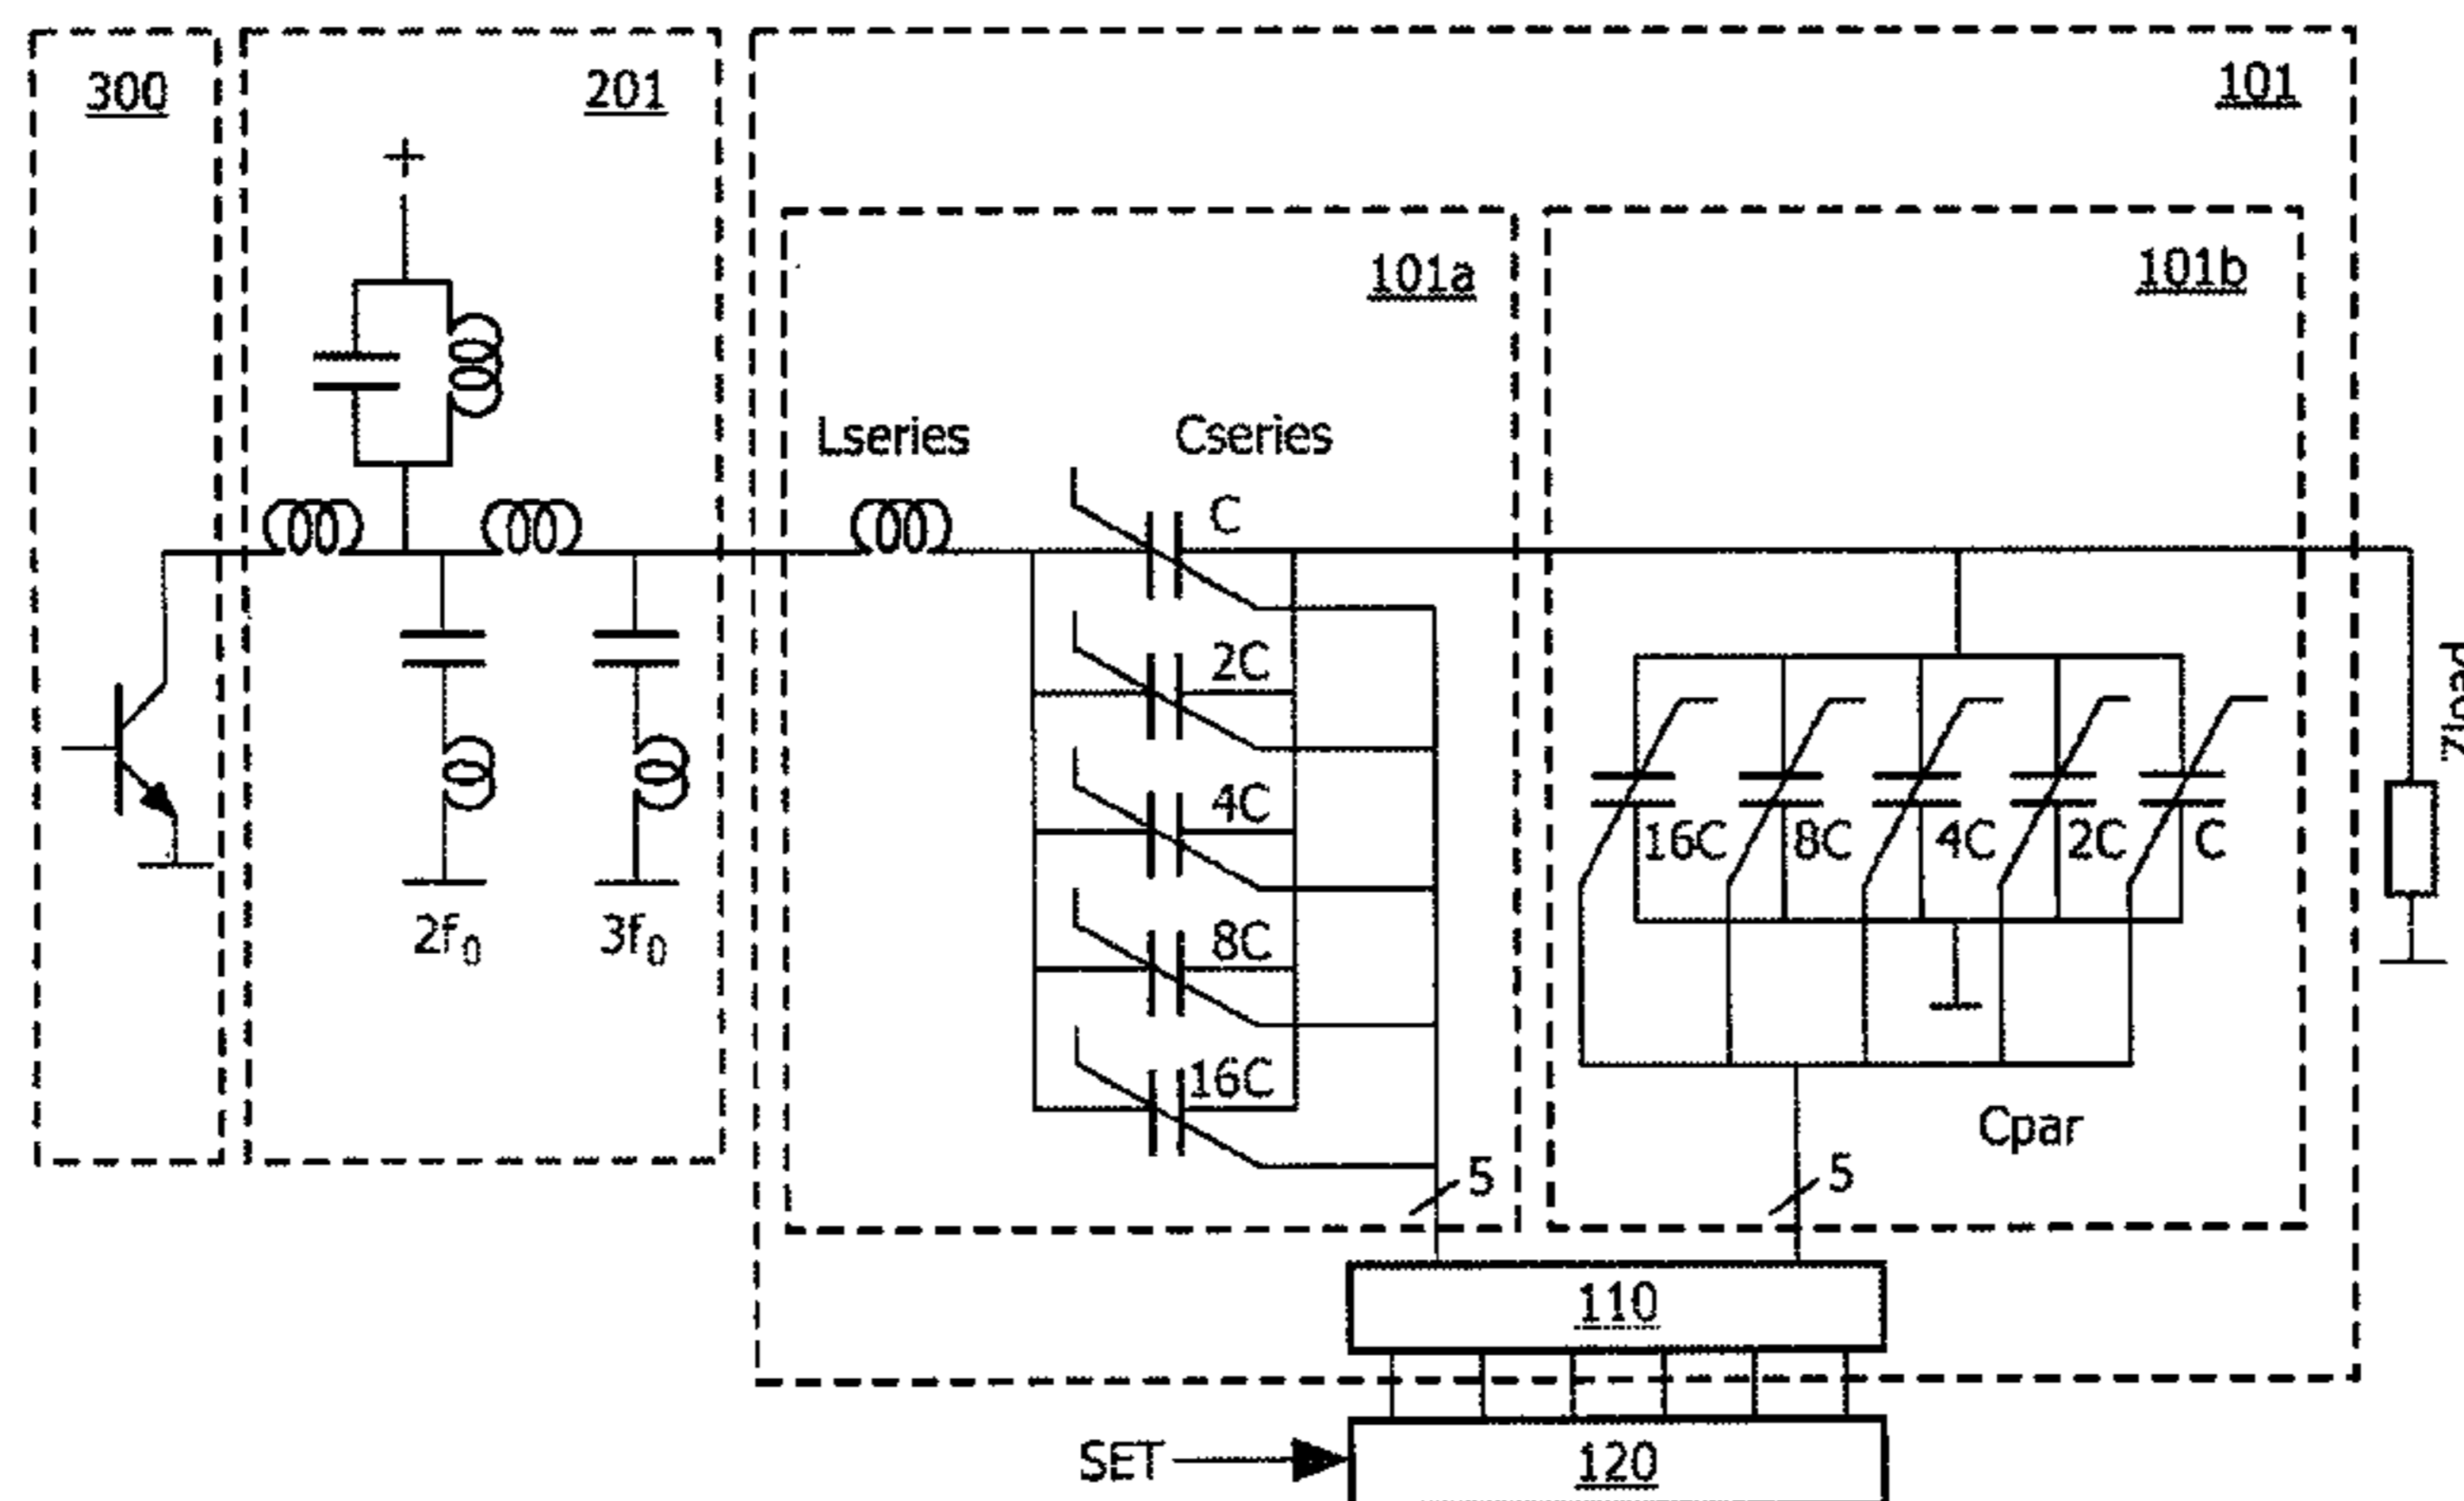 300
201
101
101a
101b
+
Lseries
Cseries
C
2C
4C
8C
16C
5
16C
8C
4C
2C
C
Cpar
5
2f₀
3f₀
110
SET
120